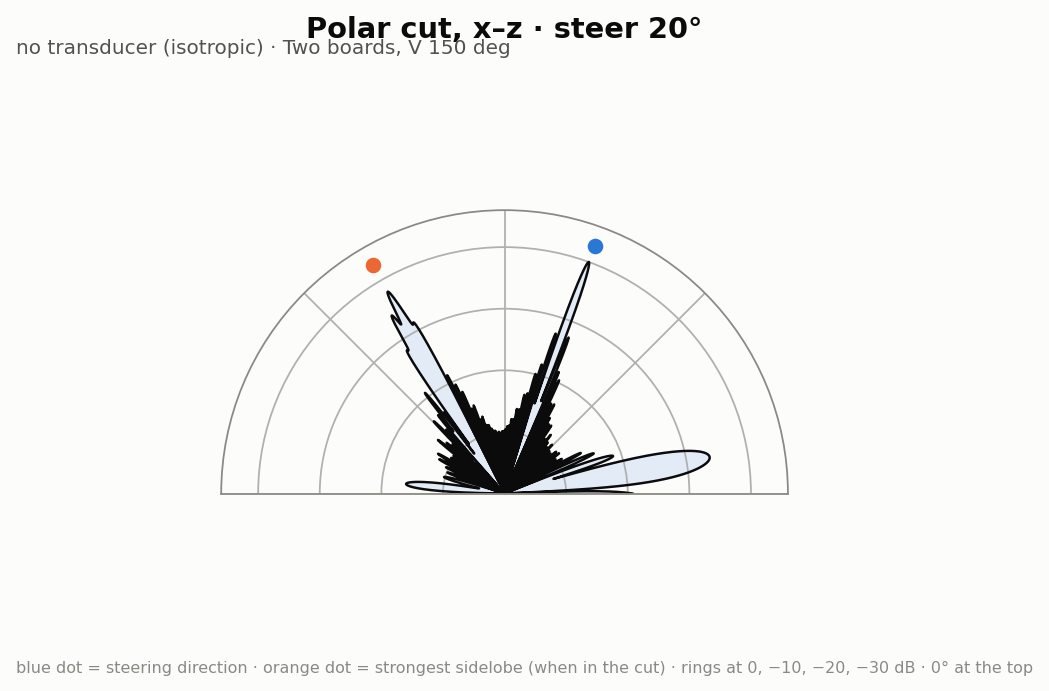 Polar cut, x–z · steer 20°
no transducer (isotropic) · Two boards, V 150 deg
blue dot = steering direction · orange dot = strongest sidelobe (when in the cut) · rings at 0, −10, −20, −30 dB · 0° at the top